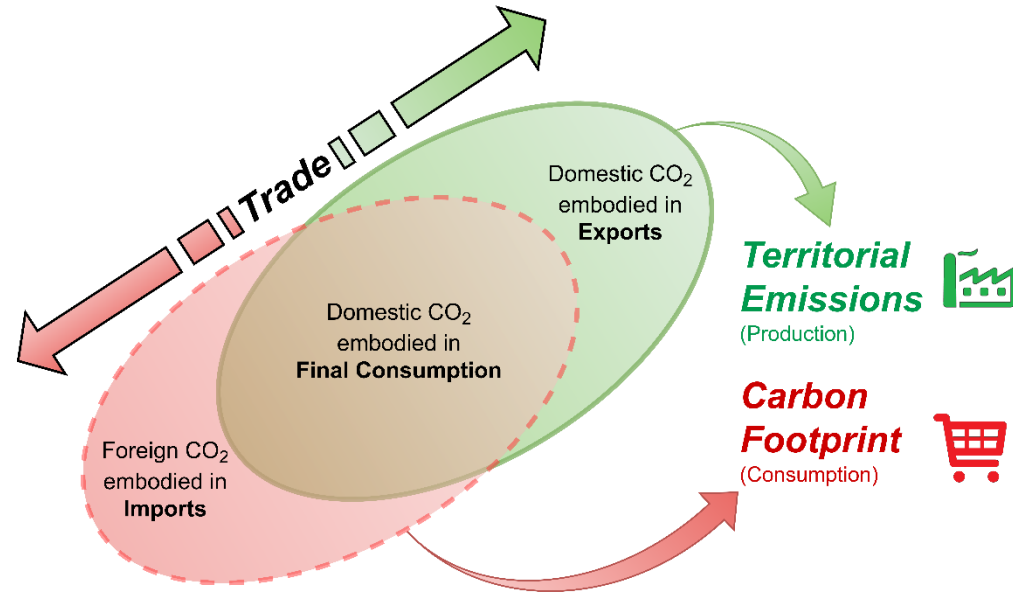 Trade
Domestic CO₂
embodied in
Exports
Domestic CO₂
embodied in
Final Consumption
Foreign CO₂
embodied in
Imports
Territorial
Emissions
(Production)
Carbon
Footprint
(Consumption)